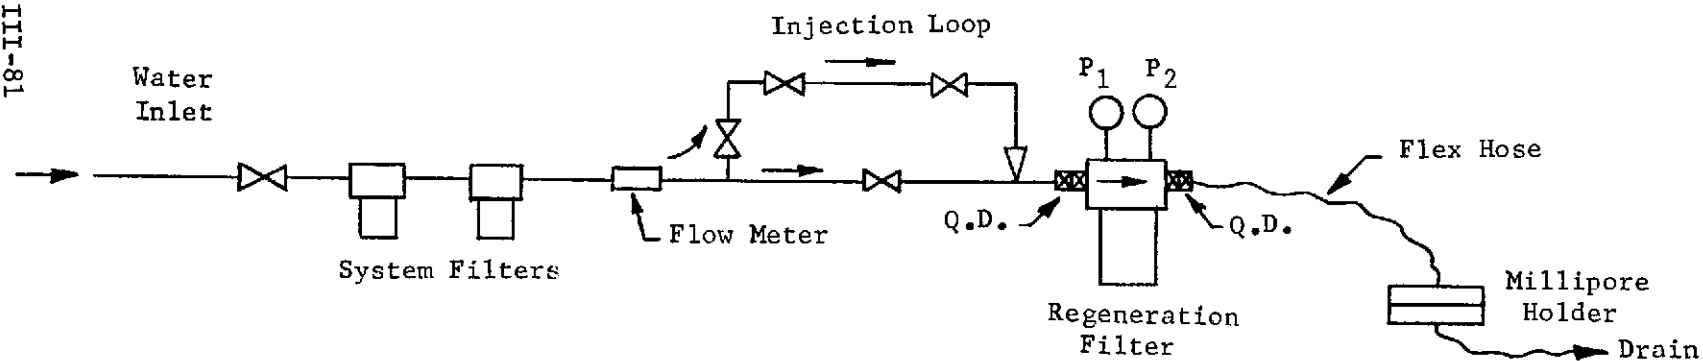 III-81
Water
Inlet
Injection Loop
P1
P2
Flex Hose
Q.D.
Q.D.
Flow Meter
System Filters
Regeneration
Filter
Millipore
Holder
Drain